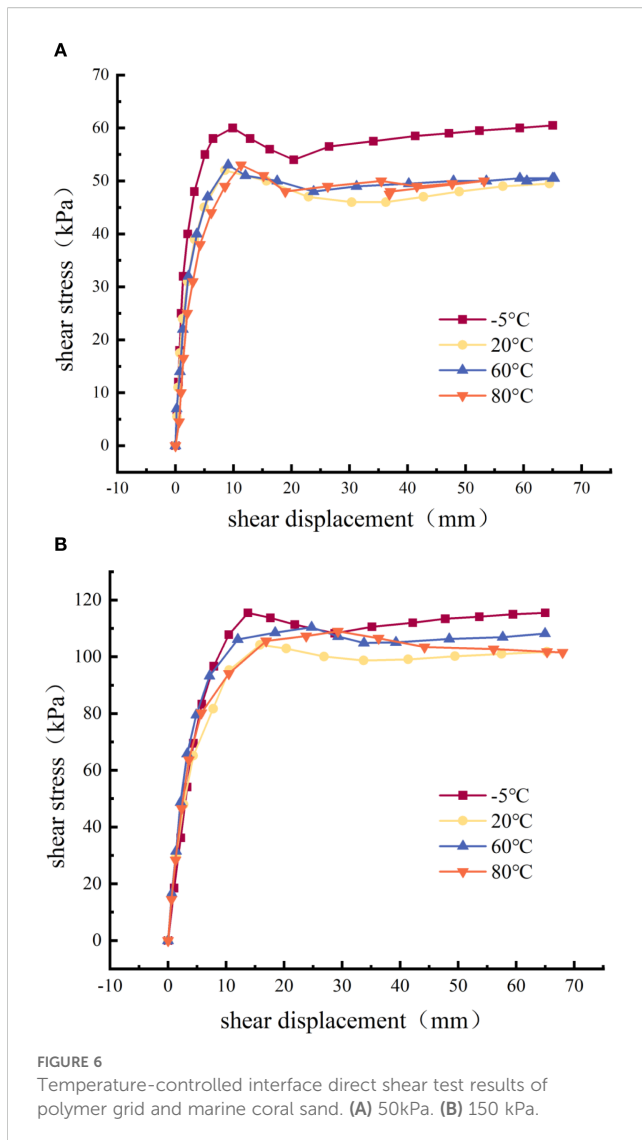 A
70
60
50
40
30
20
10
0
shear stress（kPa）
-5°C
20°C
60°C
80°C
-10 0 10 20 30 40 50 60 70 80
shear displacement（mm）
B
120
100
80
60
40
20
0
shear stress（kPa）
-5°C
20°C
60°C
80°C
-10 0 10 20 30 40 50 60 70
shear displacement（mm）
FIGURE 6
Temperature-controlled interface direct shear test results of
polymer grid and marine coral sand. (A) 50kPa. (B) 150 kPa.